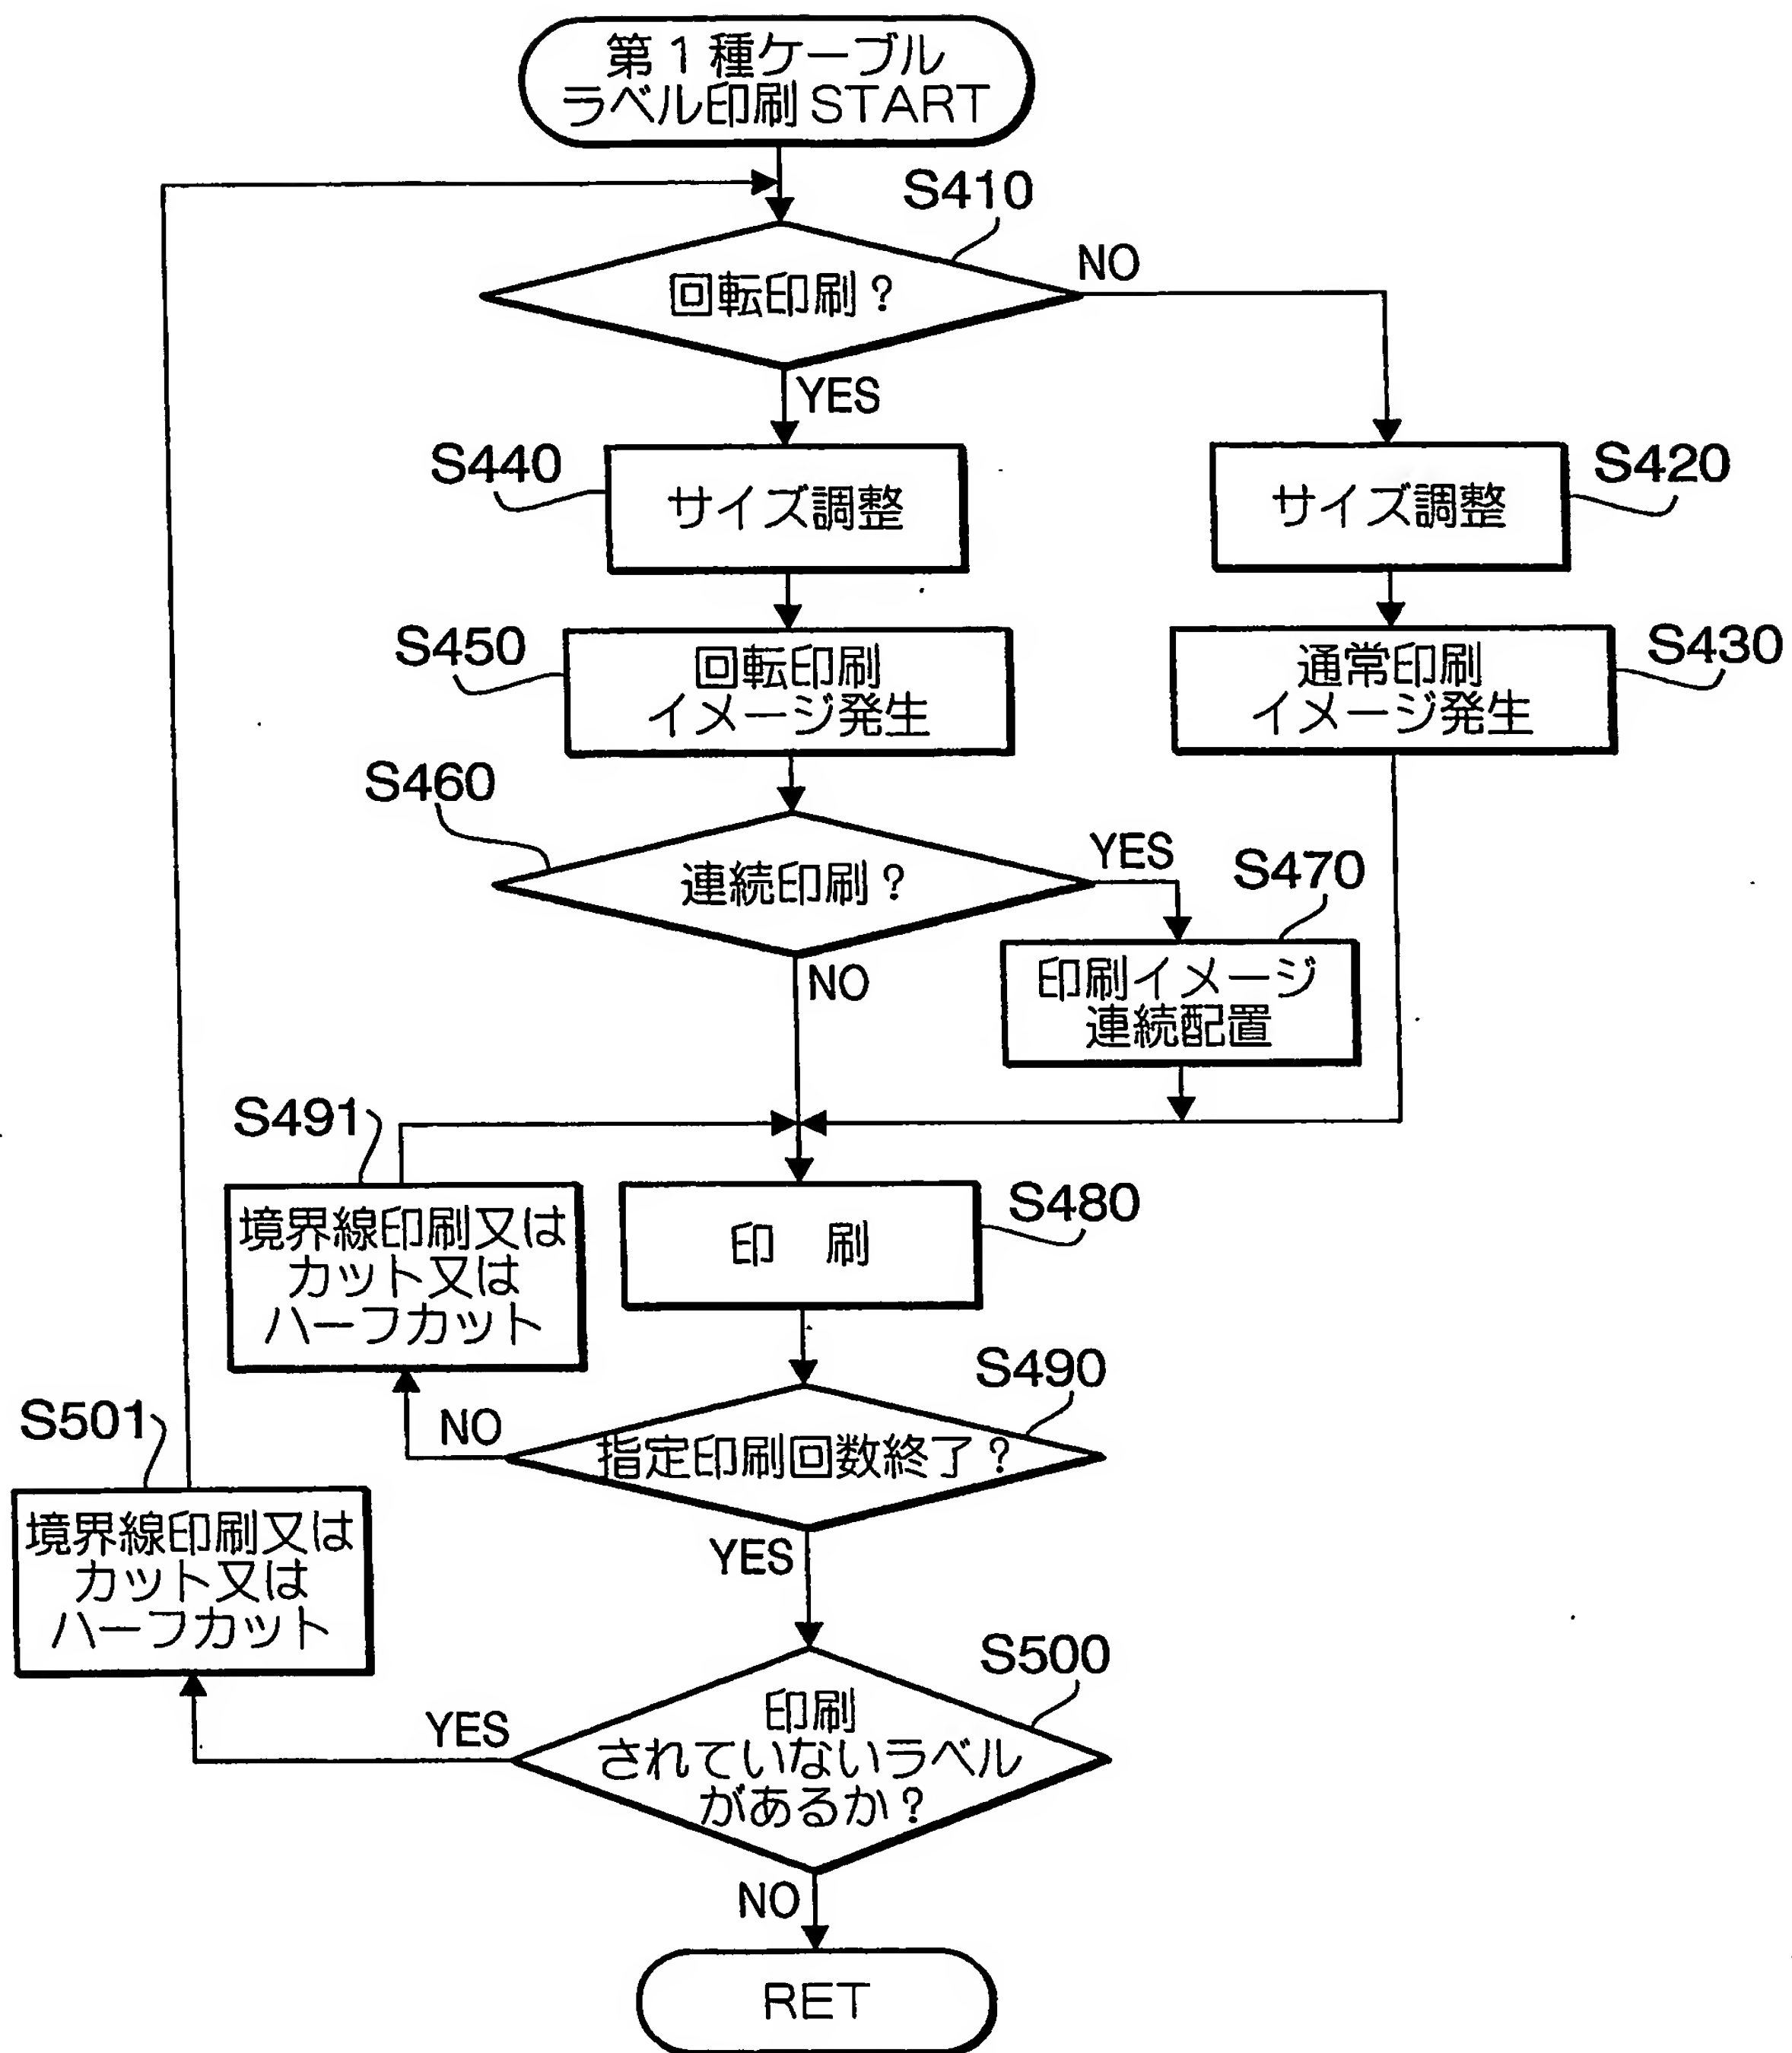 第1種ケーブル
ラベル印刷START
S410
回転印刷?
NO
YES
S440
サイズ調整
S420
サイズ調整
S450
回転印刷
イメージ発生
S430
通常印刷
イメージ発生
S460
連続印刷?
YES
S470
NO
印刷イメージ
連続配置
S491
境界線印刷又は
カット又は
ハーフカット
S480
印 刷
S490
NO
指定印刷回数終了?
S501
境界線印刷又は
カット又は
ハーフカット
YES
S500
YES
印刷
されていないラベル
があるか?
NO
RET